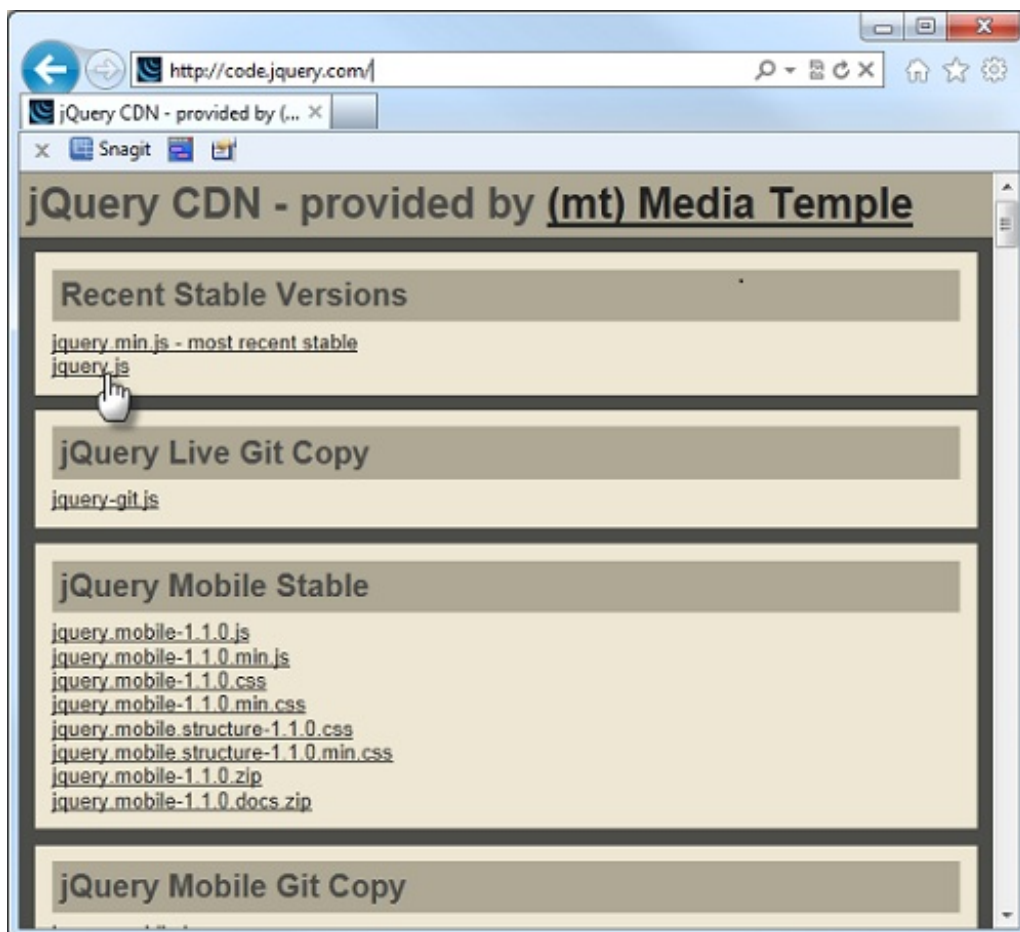 http://code.jquery.com/
jQuery CDN - provided by (...
Snagit
jQuery CDN - provided by (mt) Media Temple
Recent Stable Versions
jquery.min.js - most recent stable
jquery.js
jQuery Live Git Copy
jquery-git.js
jQuery Mobile Stable
jquery.mobile-1.1.0.js
jquery.mobile-1.1.0.min.js
jquery.mobile-1.1.0.css
jquery.mobile-1.1.0.min.css
jquery.mobile.structure-1.1.0.css
jquery.mobile.structure-1.1.0.min.css
jquery.mobile-1.1.0.zip
jquery.mobile-1.1.0.docs.zip
jQuery Mobile Git Copy